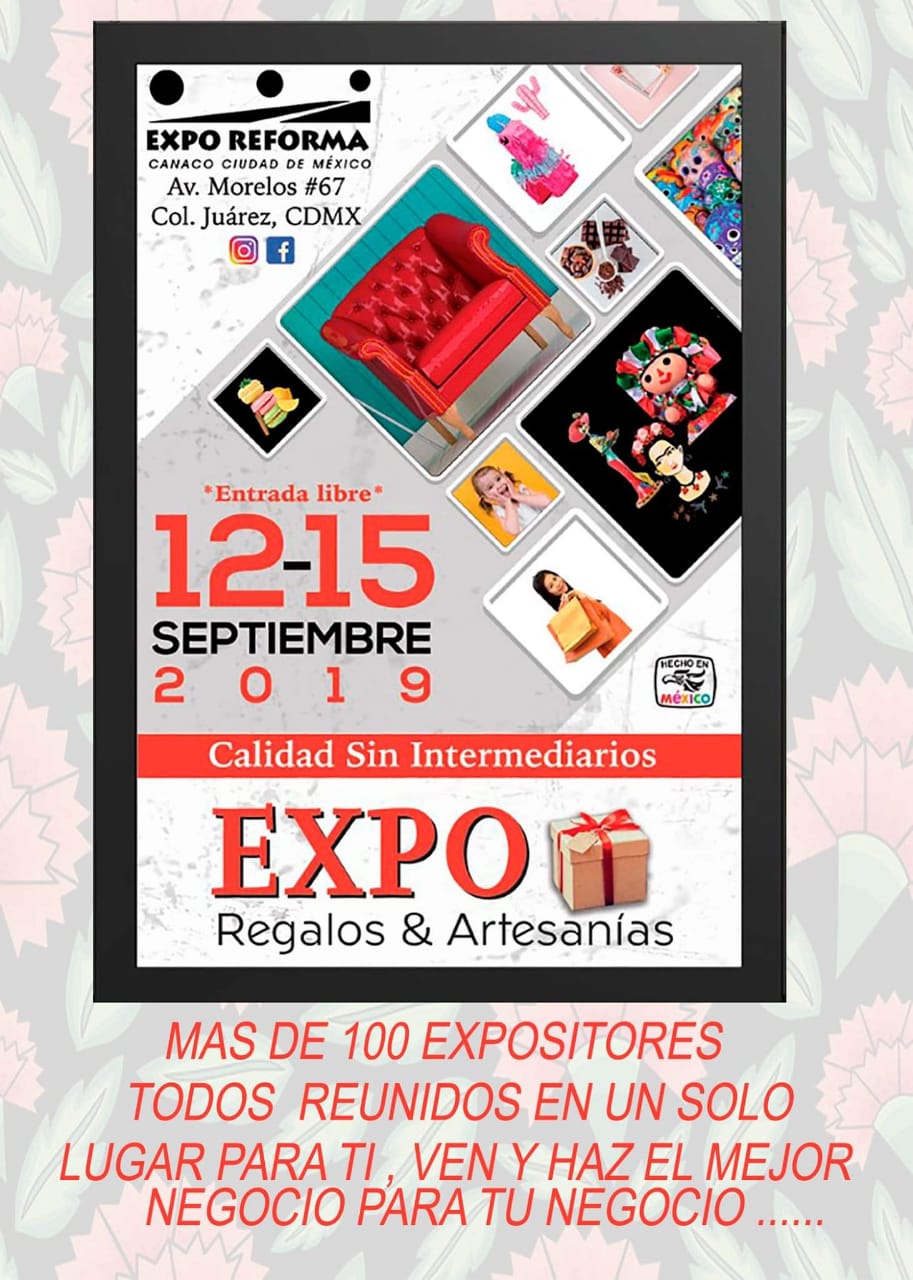 EXPO REFORMA
CANACO CIUDAD DE MÉXICO
Av. Morelos #67
Col. Juárez, CDMX
*Entrada libre*
12-15
SEPTIEMBRE
2019
HECHO EN
MéxICO
Calidad Sin Intermediarios
EXPO
Regalos & Artesanías
MAS DE 100 EXPOSITORES
TODOS REUNIDOS EN UN SOLO
LUGAR PARA TI , VEN Y HAZ EL MEJOR
NEGOCIO PARA TU NEGOCIO ......